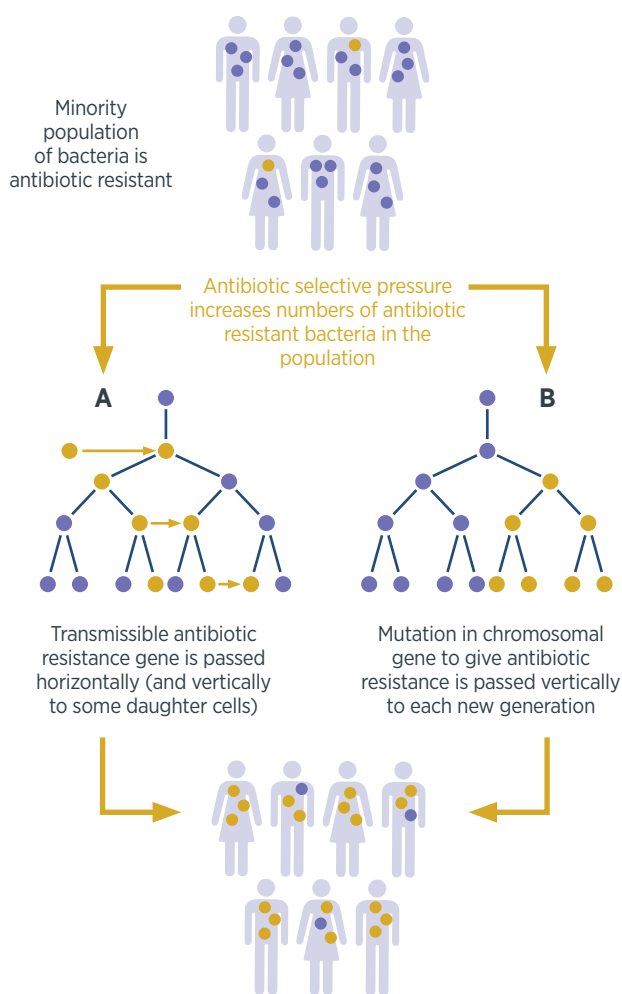 Minority
population
of bacteria is
antibiotic resistant
Antibiotic selective pressure
increases numbers of antibiotic
resistant bacteria in the
population
A
B
Transmissible antibiotic
resistance gene is passed
horizontally (and vertically
to some daughter cells)
Mutation in chromosomal
gene to give antibiotic
resistance is passed vertically
to each new generation